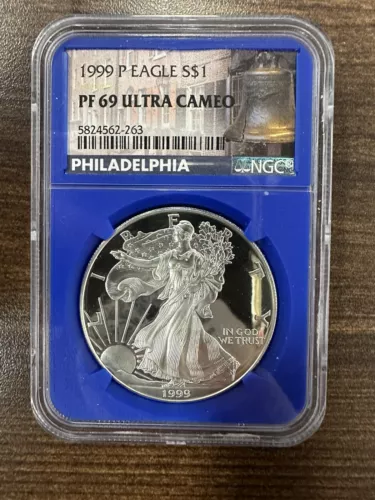 1999 P EAGLE S$1
PF 69 ULTRA CAMEO
5824562-263
PHILADELPHIA
NGC
LIBERTY
IN GOD
WE TRUST
1999